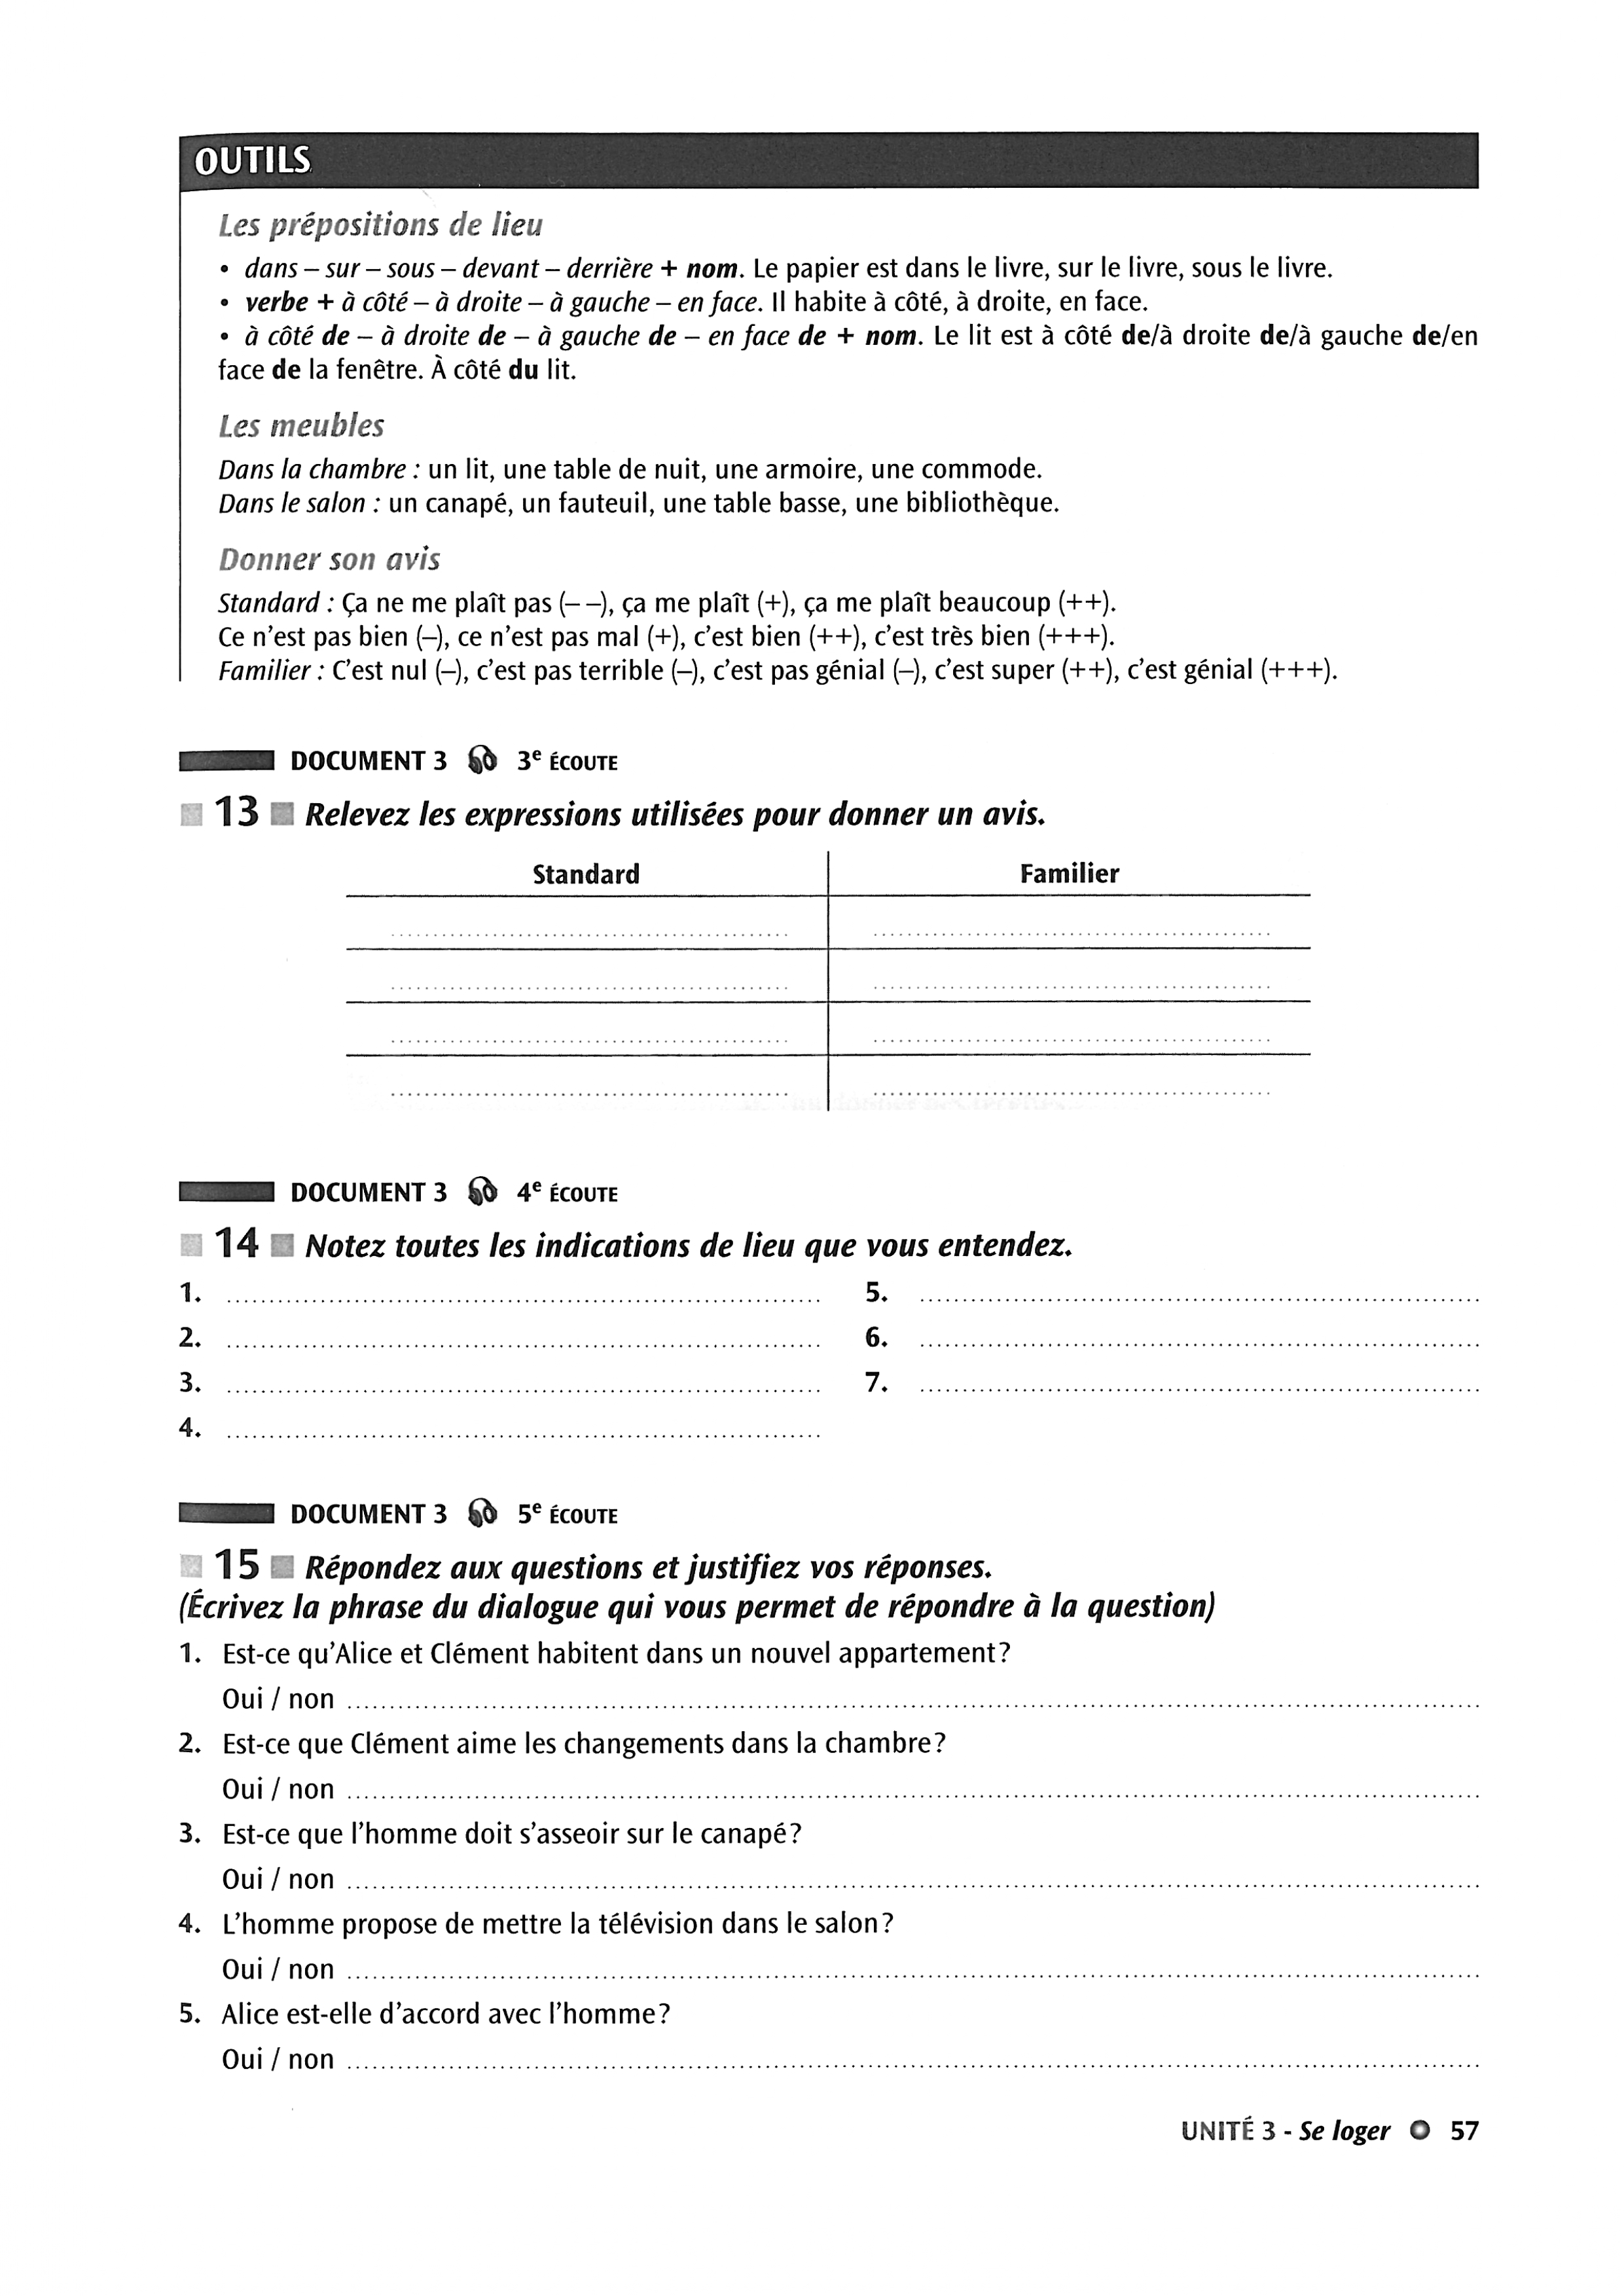 OUTILS
Les prépositions de lieu
• dans – sur – sous – devant – derrière + nom. Le papier est dans le livre, sur le livre, sous le livre.
• verbe + à côté – à droite – à gauche – en face. Il habite à côté, à droite, en face.
• à côté de – à droite de – à gauche de – en face de + nom. Le lit est à côté de/à droite de/à gauche de/en
face de la fenêtre. À côté du lit.
Les meubles
Dans la chambre : un lit, une table de nuit, une armoire, une commode.
Dans le salon : un canapé, un fauteuil, une table basse, une bibliothèque.
Donner son avis
Standard : Ça ne me plaît pas (– –), ça me plaît (+), ça me plaît beaucoup (++).
Ce n'est pas bien (–), ce n'est pas mal (+), c'est bien (++), c'est très bien (+++).
Familier : C'est nul (–), c'est pas terrible (–), c'est pas génial (–), c'est super (++), c'est génial (+++).
DOCUMENT 3 3e ÉCOUTE
13 Relevez les expressions utilisées pour donner un avis.
Standard Familier
DOCUMENT 3 4e ÉCOUTE
14 Notez toutes les indications de lieu que vous entendez.
1. 5.
2. 6.
3. 7.
4.
DOCUMENT 3 5e ÉCOUTE
15 Répondez aux questions et justifiez vos réponses.
(Écrivez la phrase du dialogue qui vous permet de répondre à la question)
1. Est-ce qu'Alice et Clément habitent dans un nouvel appartement?
Oui / non
2. Est-ce que Clément aime les changements dans la chambre?
Oui / non
3. Est-ce que l'homme doit s'asseoir sur le canapé?
Oui / non
4. L'homme propose de mettre la télévision dans le salon?
Oui / non
5. Alice est-elle d'accord avec l'homme?
Oui / non
UNITÉ 3 - Se loger 57